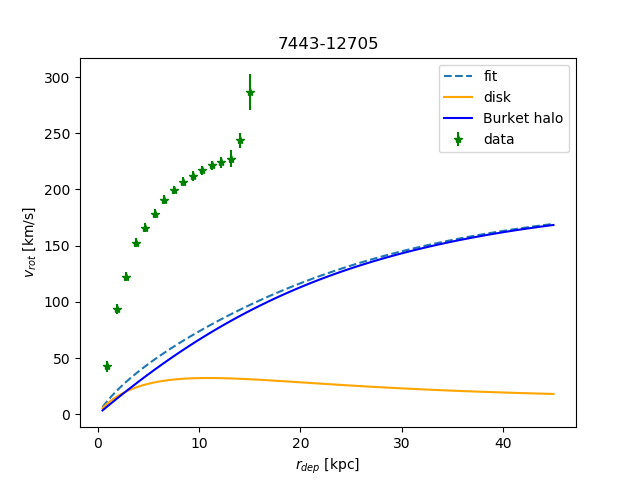 7443-12705
300
250
200
150
100
50
0
v_rot [km/s]
fit
disk
Burket halo
data
0 10 20 30 40
r_dep [kpc]